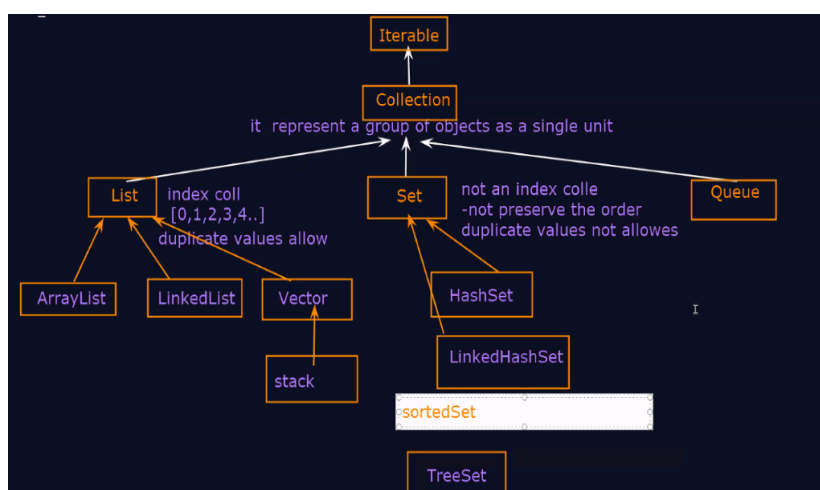 Iterable
Collection
it represent a group of objects as a single unit
List
index coll
[0,1,2,3,4..]
duplicate values allow
Set
not an index colle
-not preserve the order
duplicate values not allowes
Queue
ArrayList
LinkedList
Vector
HashSet
stack
LinkedHashSet
sortedSet
TreeSet